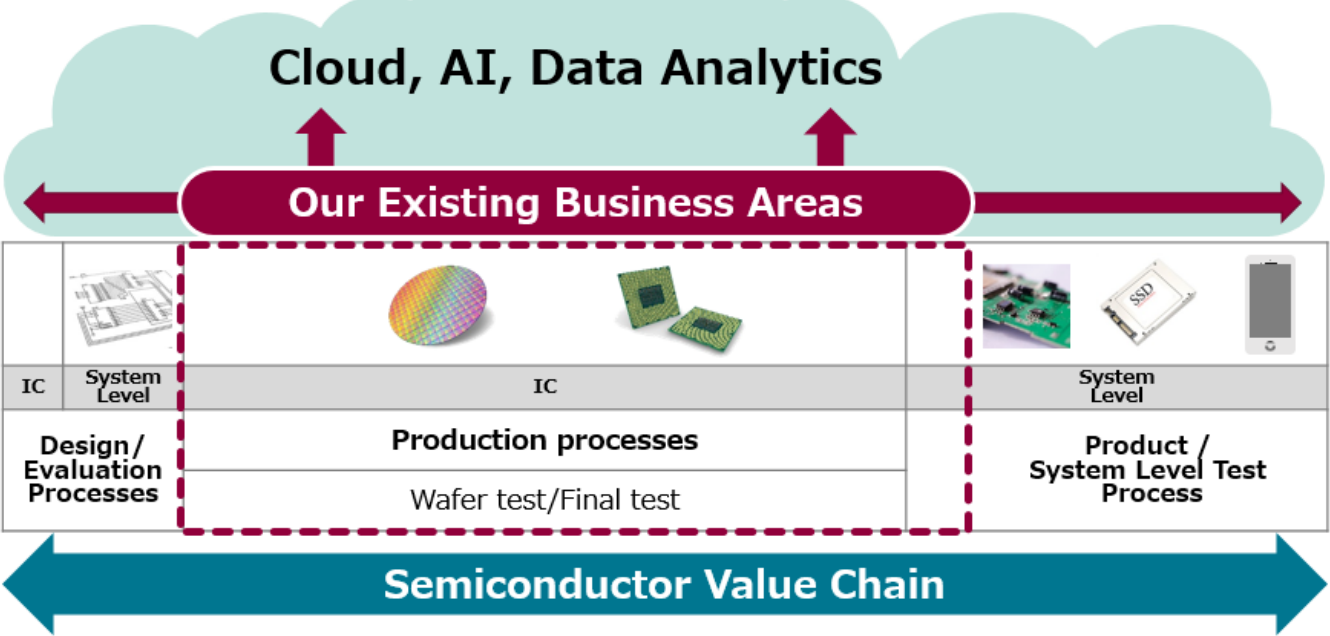 Cloud, AI, Data Analytics
Our Existing Business Areas
SSD
IC
System
Level
IC
System
Level
Design/
Evaluation
Processes
Production processes
Wafer test/Final test
Product /
System Level Test
Process
Semiconductor Value Chain